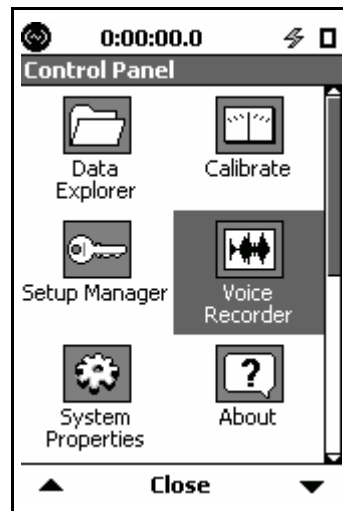 0:00:00.0
Control Panel
Data
Explorer
Calibrate
Setup Manager
Voice
Recorder
System
Properties
?
About
Close